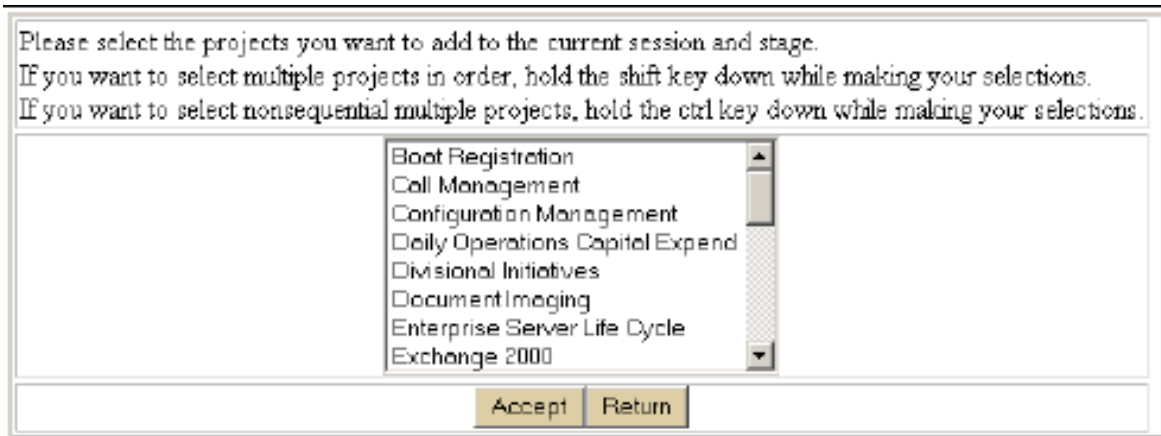 Please select the projects you want to add to the current session and stage.
If you want to select multiple projects in order, hold the shift key down while making your selections.
If you want to select nonsequential multiple projects, hold the ctrl key down while making your selections.
Boat Registration
Call Management
Configuration Management
Daily Operations Capital Expend
Divisional Initiatives
Document Imaging
Enterprise Server Life Cycle
Exchange 2000
Accept Return